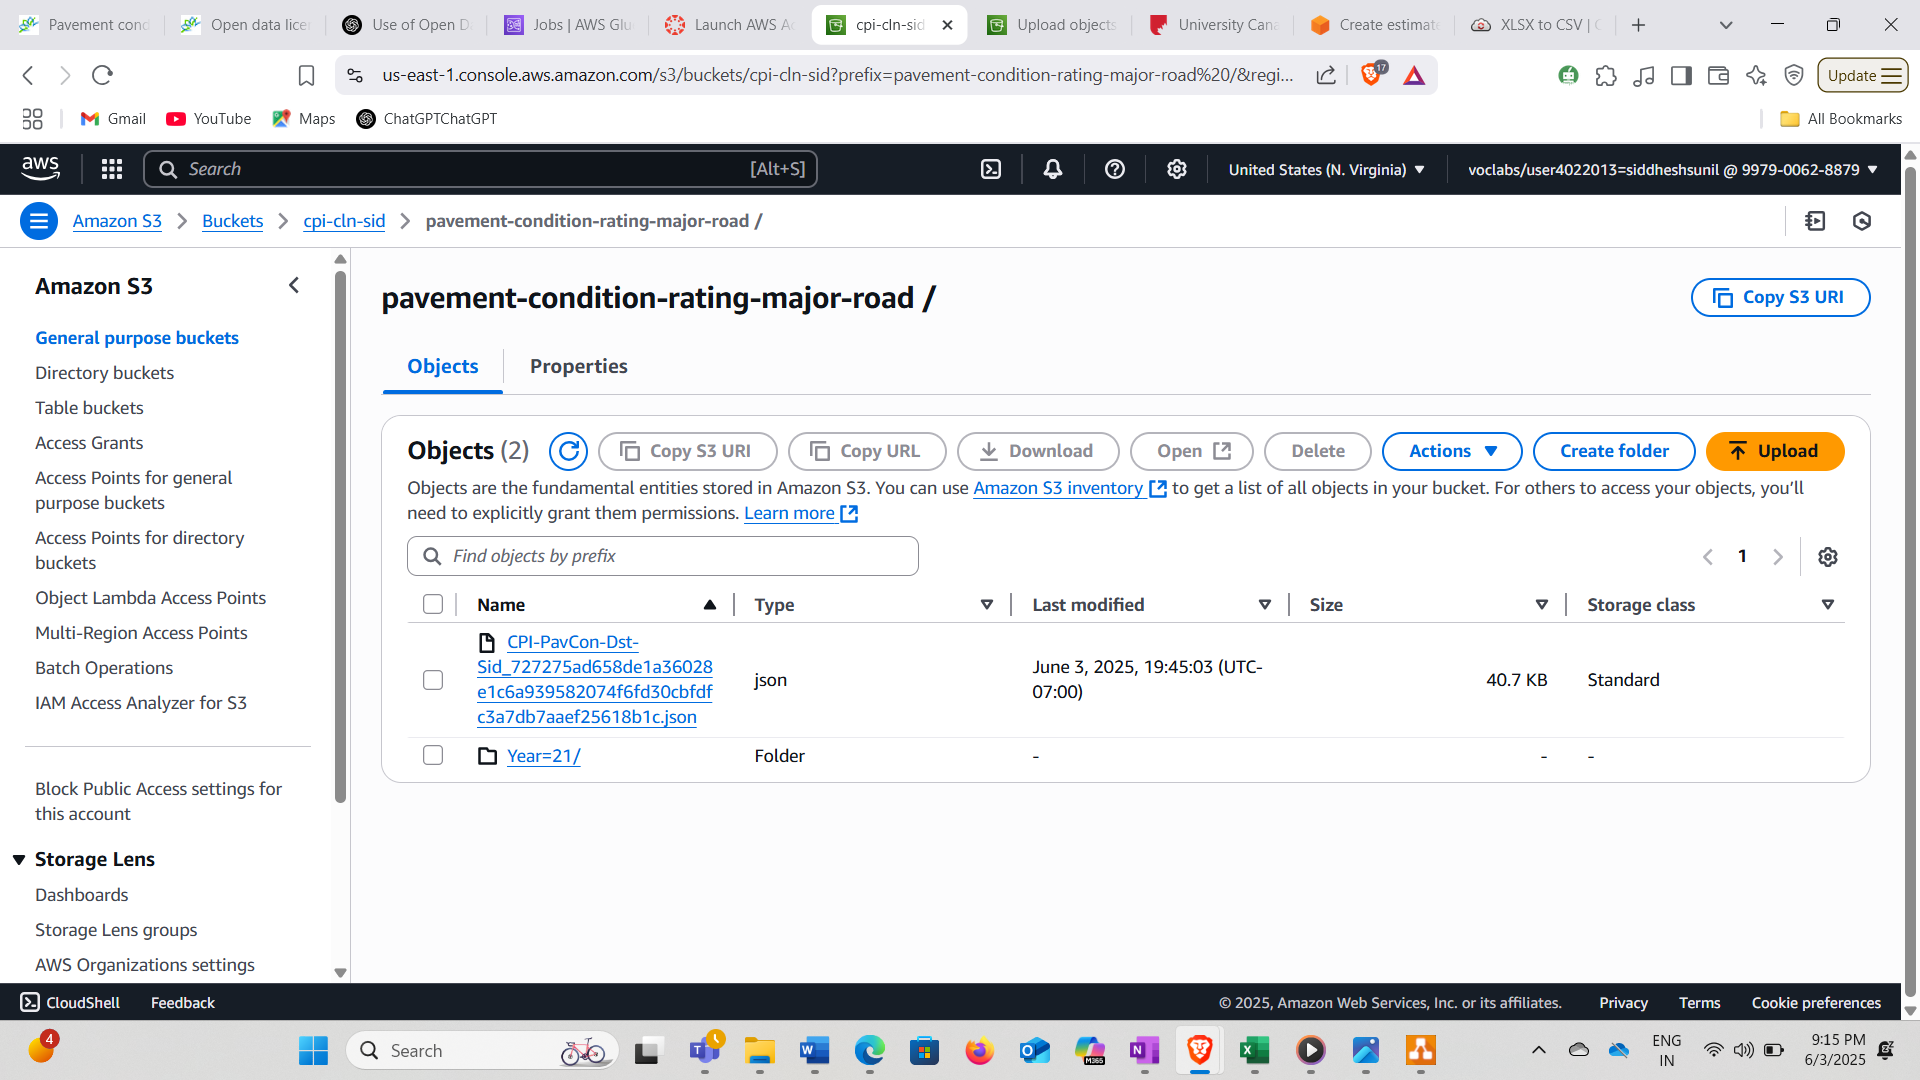 Pavement cond
Open data licen
Use of Open Da
Jobs | AWS Glu
Launch AWS Ac
cpi-cln-sid
Upload objects
University Cana
Create estimate
XLSX to CSV | C
us-east-1.console.aws.amazon.com/s3/buckets/cpi-cln-sid?prefix=pavement-condition-rating-major-road%20/&regi...
17
Update
Gmail
YouTube
Maps
ChatGPTChatGPT
All Bookmarks
aws
Search
[Alt+S]
United States (N. Virginia)
voclabs/user4022013=siddheshsunil @ 9979-0062-8879
Amazon S3
Buckets
cpi-cln-sid
pavement-condition-rating-major-road /
Amazon S3
General purpose buckets
Directory buckets
Table buckets
Access Grants
Access Points for general
purpose buckets
Access Points for directory
buckets
Object Lambda Access Points
Multi-Region Access Points
Batch Operations
IAM Access Analyzer for S3
Block Public Access settings for
this account
Storage Lens
Dashboards
Storage Lens groups
AWS Organizations settings
pavement-condition-rating-major-road /
Copy S3 URI
Objects
Properties
Objects (2)
Copy S3 URI
Copy URL
Download
Open
Delete
Actions
Create folder
Upload
Objects are the fundamental entities stored in Amazon S3. You can use Amazon S3 inventory to get a list of all objects in your bucket. For others to access your objects, you'll
need to explicitly grant them permissions. Learn more
Find objects by prefix
1
Name
Type
Last modified
Size
Storage class
CPI-PavCon-Dst-
Sid_727275ad658de1a36028
e1c6a939582074f6fd30cbfdf
c3a7db7aaef25618b1c.json
json
June 3, 2025, 19:45:03 (UTC-
07:00)
40.7 KB
Standard
Year=21/
Folder
-
-
-
CloudShell
Feedback
© 2025, Amazon Web Services, Inc. or its affiliates.
Privacy
Terms
Cookie preferences
4
Search
M365
ENG
IN
9:15 PM
6/3/2025